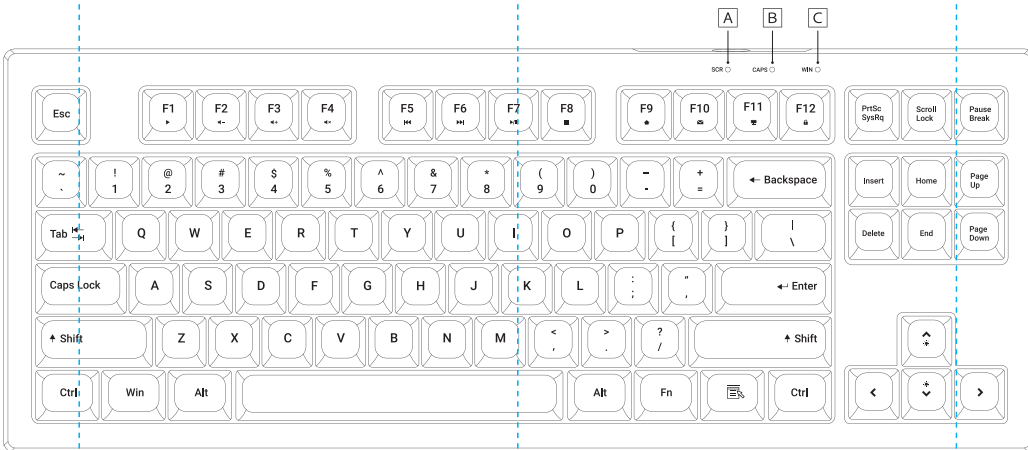 A B C
SCR CAPS WIN
Esc F1 F2 F3 F4 F5 F6 F7 F8 F9 F10 F11 F12 PrtSc Scroll Pause
SysRq Lock Break
~ ! @ # $ % ^ & * ( ) – +
` 1 2 3 4 5 6 7 8 9 0 - = ← Backspace Insert Home Page
Up
Tab Q W E R T Y U I O P { } |
[ ] \ Delete End Page
Down
Caps Lock A S D F G H J K L : "
; , ↵ Enter
Shift Z X C V B N M < > ?
, . / Shift
Ctrl Win Alt Alt Fn Ctrl